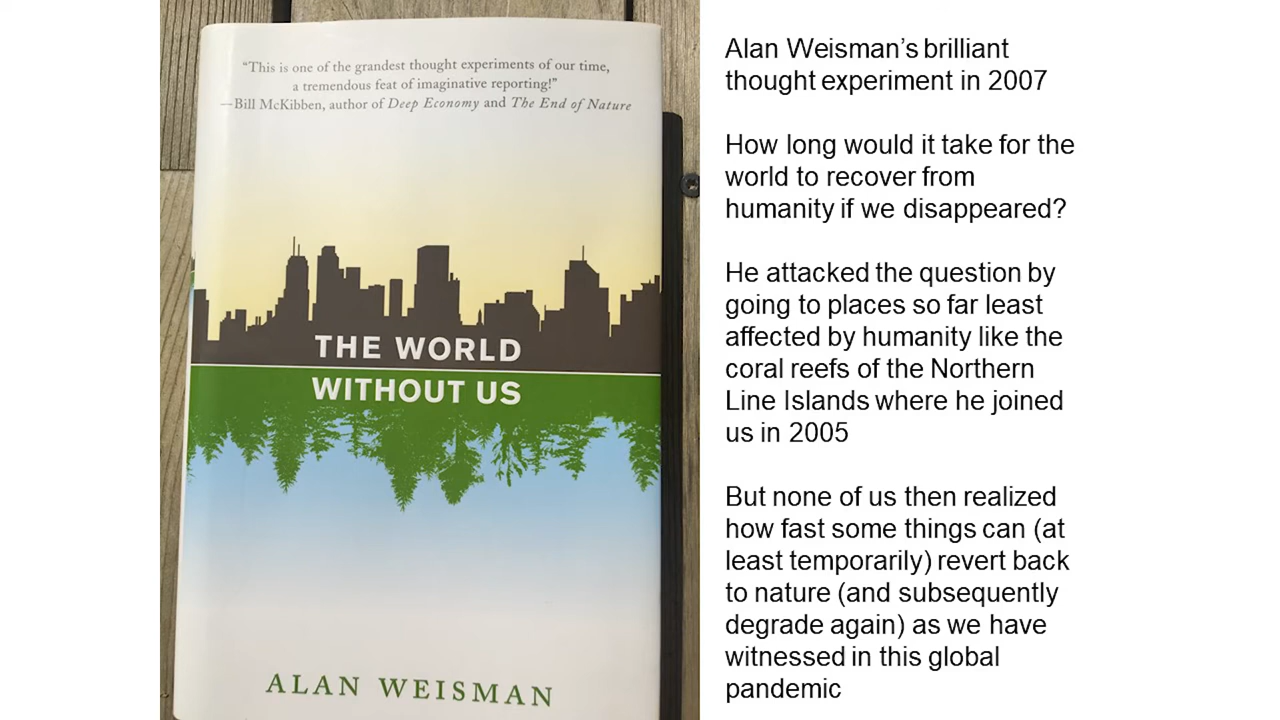 “This is one of the grandest thought experiments of our time,
a tremendous feat of imaginative reporting!”
—Bill McKibben, author of Deep Economy and The End of Nature
THE WORLD
WITHOUT US
ALAN WEISMAN
Alan Weisman’s brilliant
thought experiment in 2007
How long would it take for the
world to recover from
humanity if we disappeared?
He attacked the question by
going to places so far least
affected by humanity like the
coral reefs of the Northern
Line Islands where he joined
us in 2005
But none of us then realized
how fast some things can (at
least temporarily) revert back
to nature (and subsequently
degrade again) as we have
witnessed in this global
pandemic